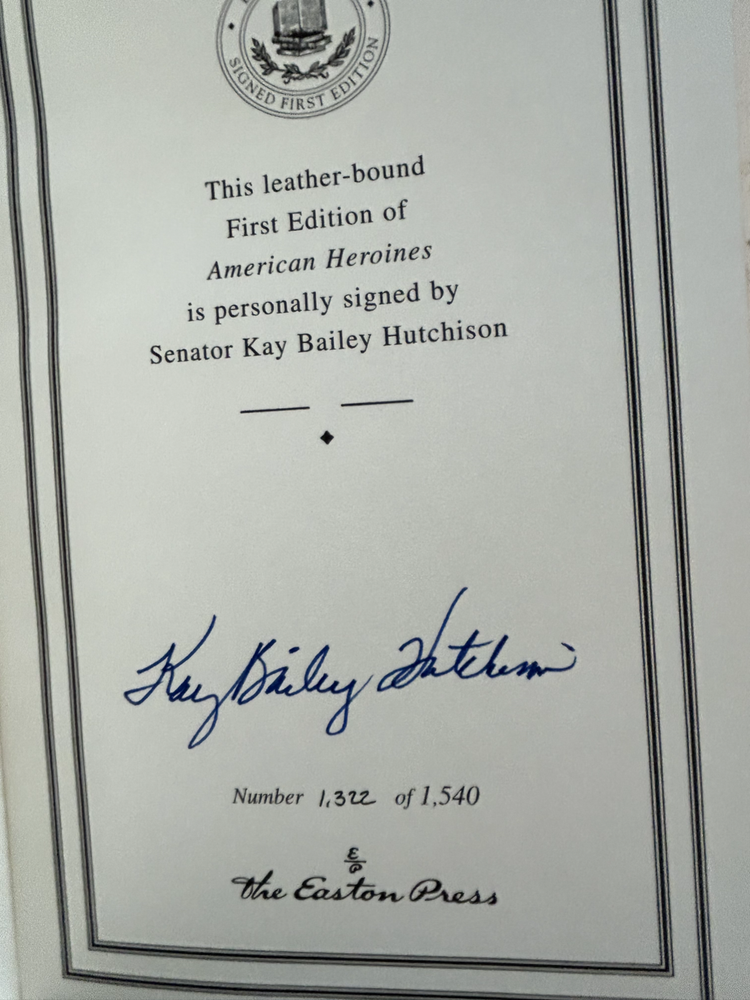 SIGNED FIRST EDITION
This leather-bound
First Edition of
American Heroines
is personally signed by
Senator Kay Bailey Hutchison
Kay Bailey Hutchison
Number 1,322 of 1,540
E/P
The Easton Press